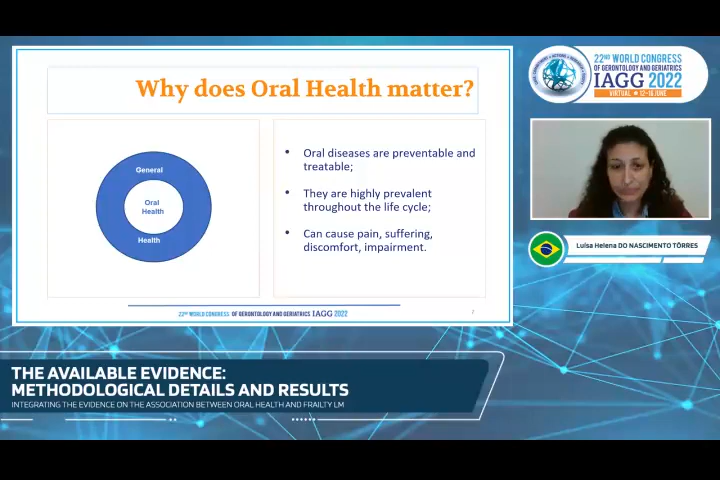 Why does Oral Health matter?
General
Oral
Health
Health
• Oral diseases are preventable and
treatable;
• They are highly prevalent
throughout the life cycle;
• Can cause pain, suffering,
discomfort, impairment.
22ND WORLD CONGRESS OF GERONTOLOGY AND GERIATRICS IAGG 2022
22ND WORLD CONGRESS
OF GERONTOLOGY AND GERIATRICS
IAGG 2022
VIRTUAL • 12-16 JUNE
Luísa Helena DO NASCIMENTO TÔRRES
THE AVAILABLE EVIDENCE:
METHODOLOGICAL DETAILS AND RESULTS
INTEGRATING THE EVIDENCE ON THE ASSOCIATION BETWEEN ORAL HEALTH AND FRAILTY LM